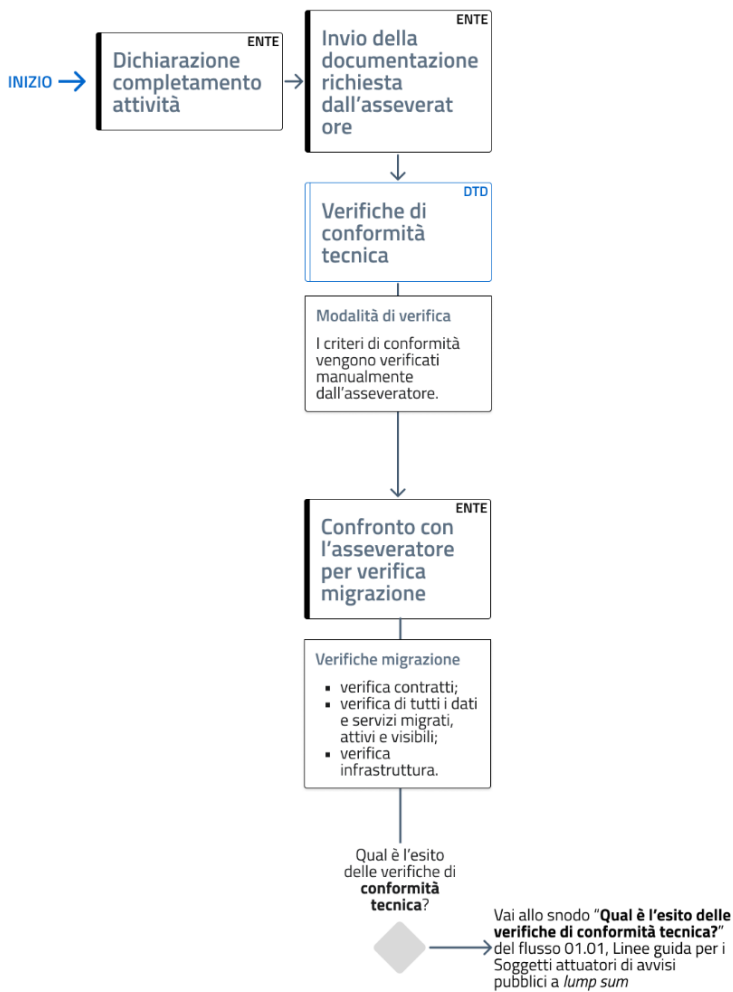 INIZIO
ENTE
Dichiarazione
completamento
attività
ENTE
Invio della
documentazione
richiesta
dall’asseverat
ore
DTD
Verifiche di
conformità
tecnica
Modalità di verifica
I criteri di conformità
vengono verificati
manualmente
dall’asseveratore.
ENTE
Confronto con
l’asseveratore
per verifica
migrazione
Verifiche migrazione
▪ verifica contratti;
▪ verifica di tutti i dati
e servizi migrati,
attivi e visibili;
▪ verifica
infrastruttura.
Qual è l’esito
delle verifiche di
conformità
tecnica?
Vai allo snodo “Qual è l’esito delle
verifiche di conformità tecnica?”
del flusso 01.01, Linee guida per i
Soggetti attuatori di avvisi
pubblici a lump sum